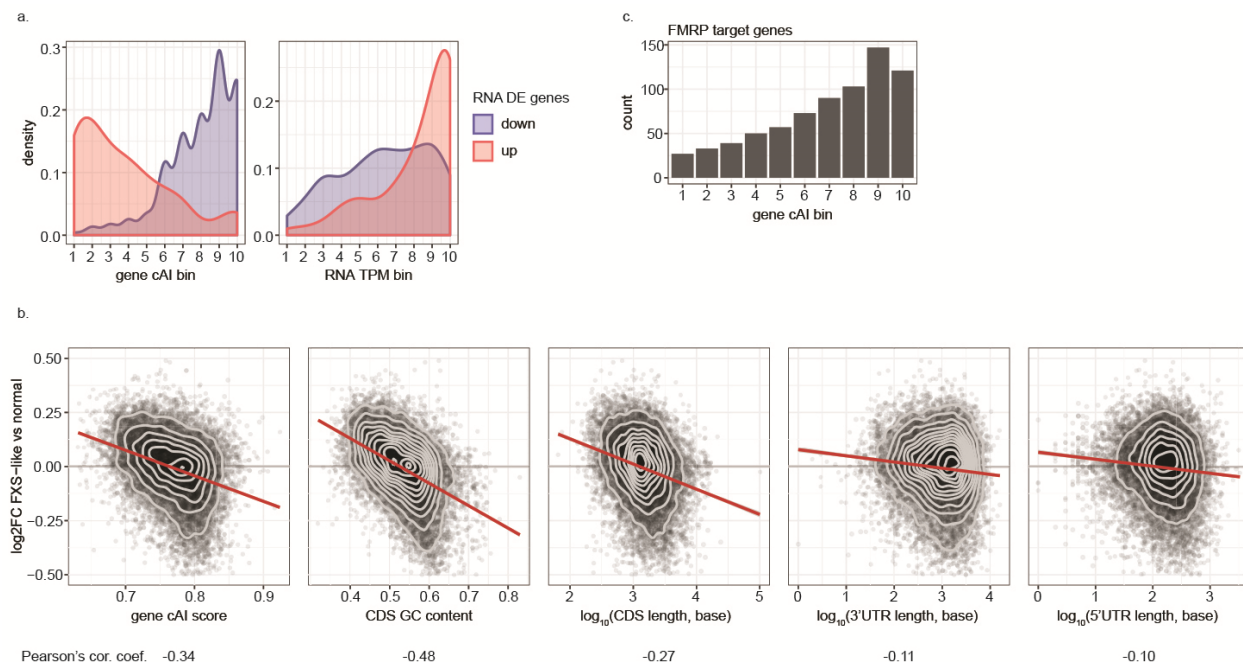 a.
0.3
0.2
0.1
0.0
density
1 2 3 4 5 6 7 8 9 10
gene cAI bin
0.2
0.1
0.0
1 2 3 4 5 6 7 8 9 10
RNA TPM bin
RNA DE genes
down
up
c.
FMRP target genes
150
100
50
0
count
1 2 3 4 5 6 7 8 9 10
gene cAI bin
b.
log2FC FXS-like vs normal
0.50
0.25
0.00
−0.25
−0.50
0.7 0.8 0.9
gene cAI score
0.4 0.5 0.6 0.7 0.8
CDS GC content
2 3 4 5
log₁₀(CDS length, base)
0 1 2 3 4
log₁₀(3'UTR length, base)
0 1 2 3
log₁₀(5'UTR length, base)
Pearson's cor. coef. -0.34 -0.48 -0.27 -0.11 -0.10